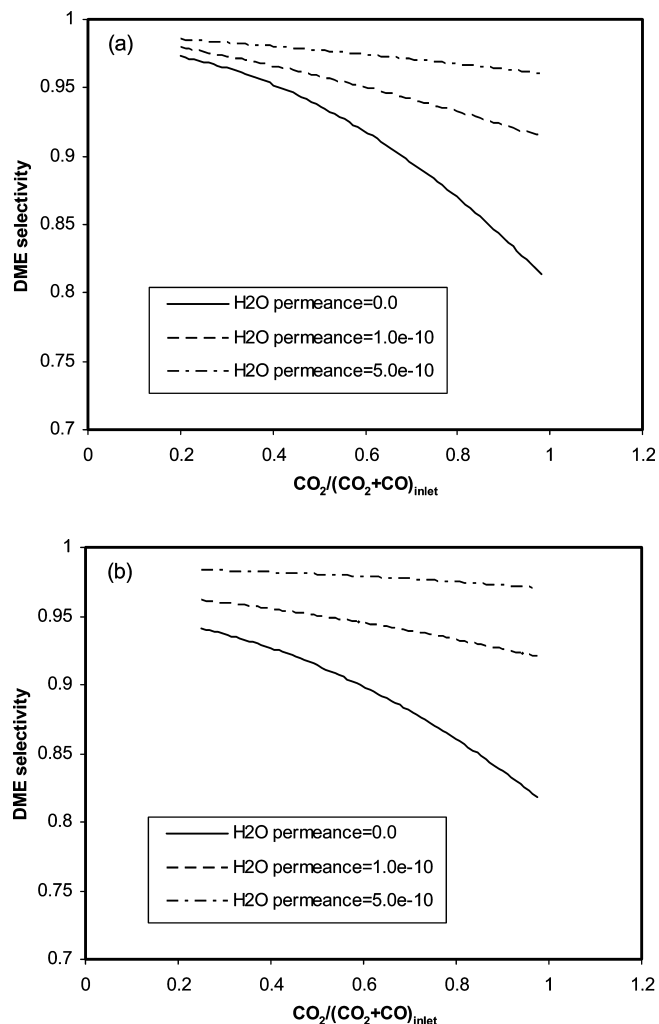 (a)
DME selectivity
1
0.95
0.9
0.85
0.8
0.75
0.7
H2O permeance=0.0
H2O permeance=1.0e-10
H2O permeance=5.0e-10
0 0.2 0.4 0.6 0.8 1 1.2
CO₂/(CO₂+CO)inlet
(b)
DME selectivity
1
0.95
0.9
0.85
0.8
0.75
0.7
H2O permeance=0.0
H2O permeance=1.0e-10
H2O permeance=5.0e-10
0 0.2 0.4 0.6 0.8 1 1.2
CO₂/(CO₂+CO)inlet